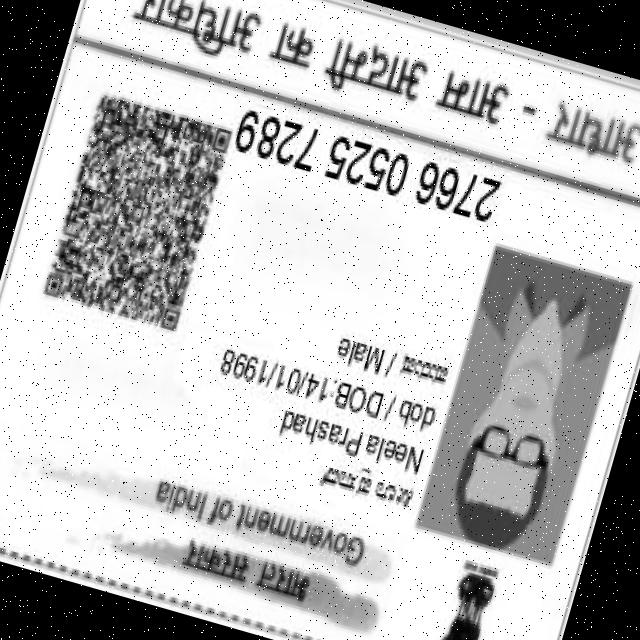 भारत सरकार
Government of India
Neela Prashad
dob / DOB:14/01/1998
/ Male
2766 0525 7289
आधार - आम आदमी का अधिकार